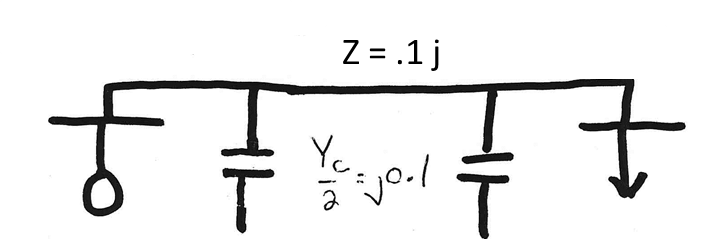 Z = .1 j
Yc/2 = j0.1